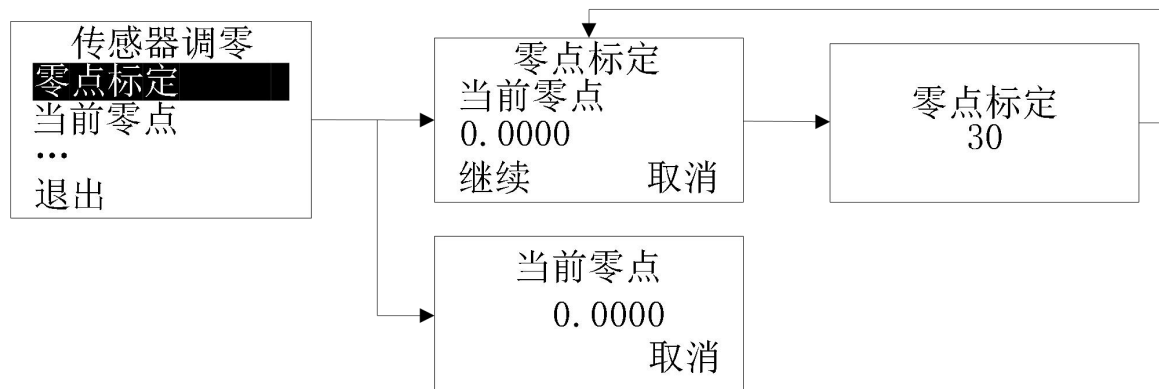 传感器调零
零点标定
当前零点
...
退出
零点标定
当前零点
0.0000
继续 取消
零点标定
30
当前零点
0.0000
取消